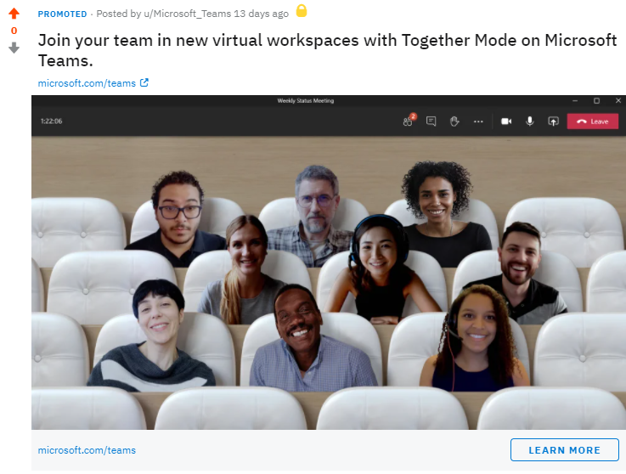 PROMOTED · Posted by u/Microsoft_Teams 13 days ago
0
Join your team in new virtual workspaces with Together Mode on Microsoft
Teams.
microsoft.com/teams
Weekly Status Meeting
1:22:06
2
Leave
microsoft.com/teams
LEARN MORE